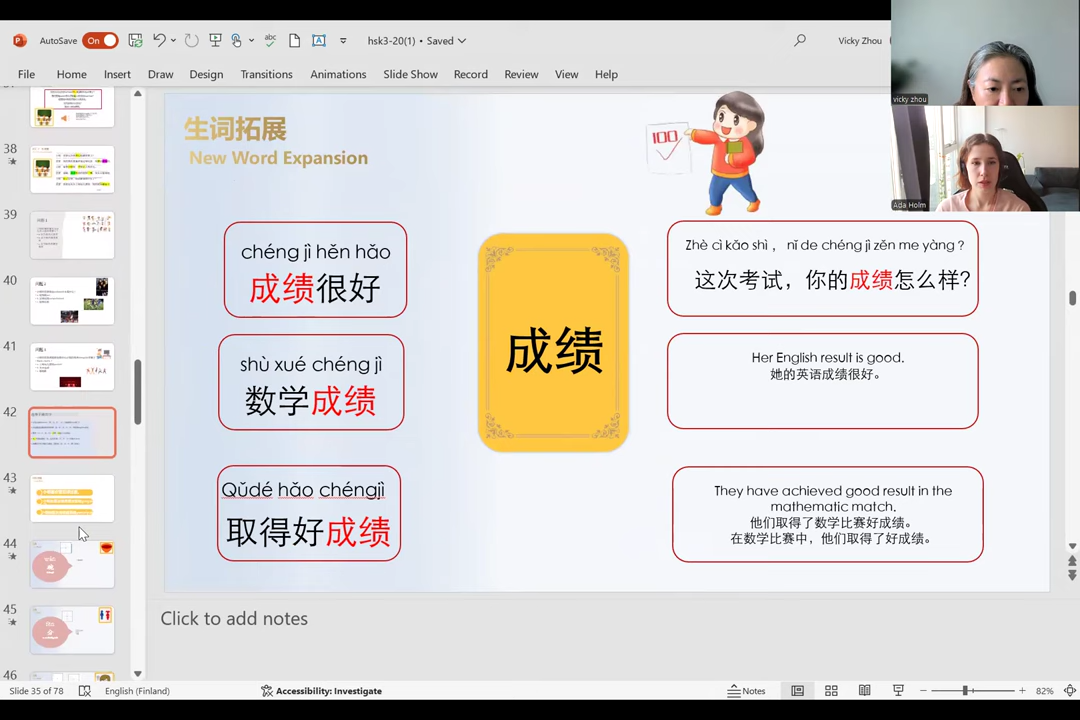 AutoSave On
hsk3-20(1) • Saved
Vicky Zhou
File Home Insert Draw Design Transitions Animations Slide Show Record Review View Help
vicky zhou
Ada Holm
38
39
40
41
42
43
44
45
46
生词拓展
New Word Expansion
100
chéng jì hěn hǎo
成绩很好
shù xué chéng jì
数学成绩
Qǔdé hǎo chéngjì
取得好成绩
成绩
Zhè cì kǎo shì ， nǐ de chéng jì zěn me yàng ?
这次考试，你的成绩怎么样?
Her English result is good.
她的英语成绩很好。
They have achieved good result in the
mathematic match.
他们取得了数学比赛好成绩。
在数学比赛中，他们取得了好成绩。
Click to add notes
Slide 35 of 78 English (Finland) Accessibility: Investigate Notes 82%